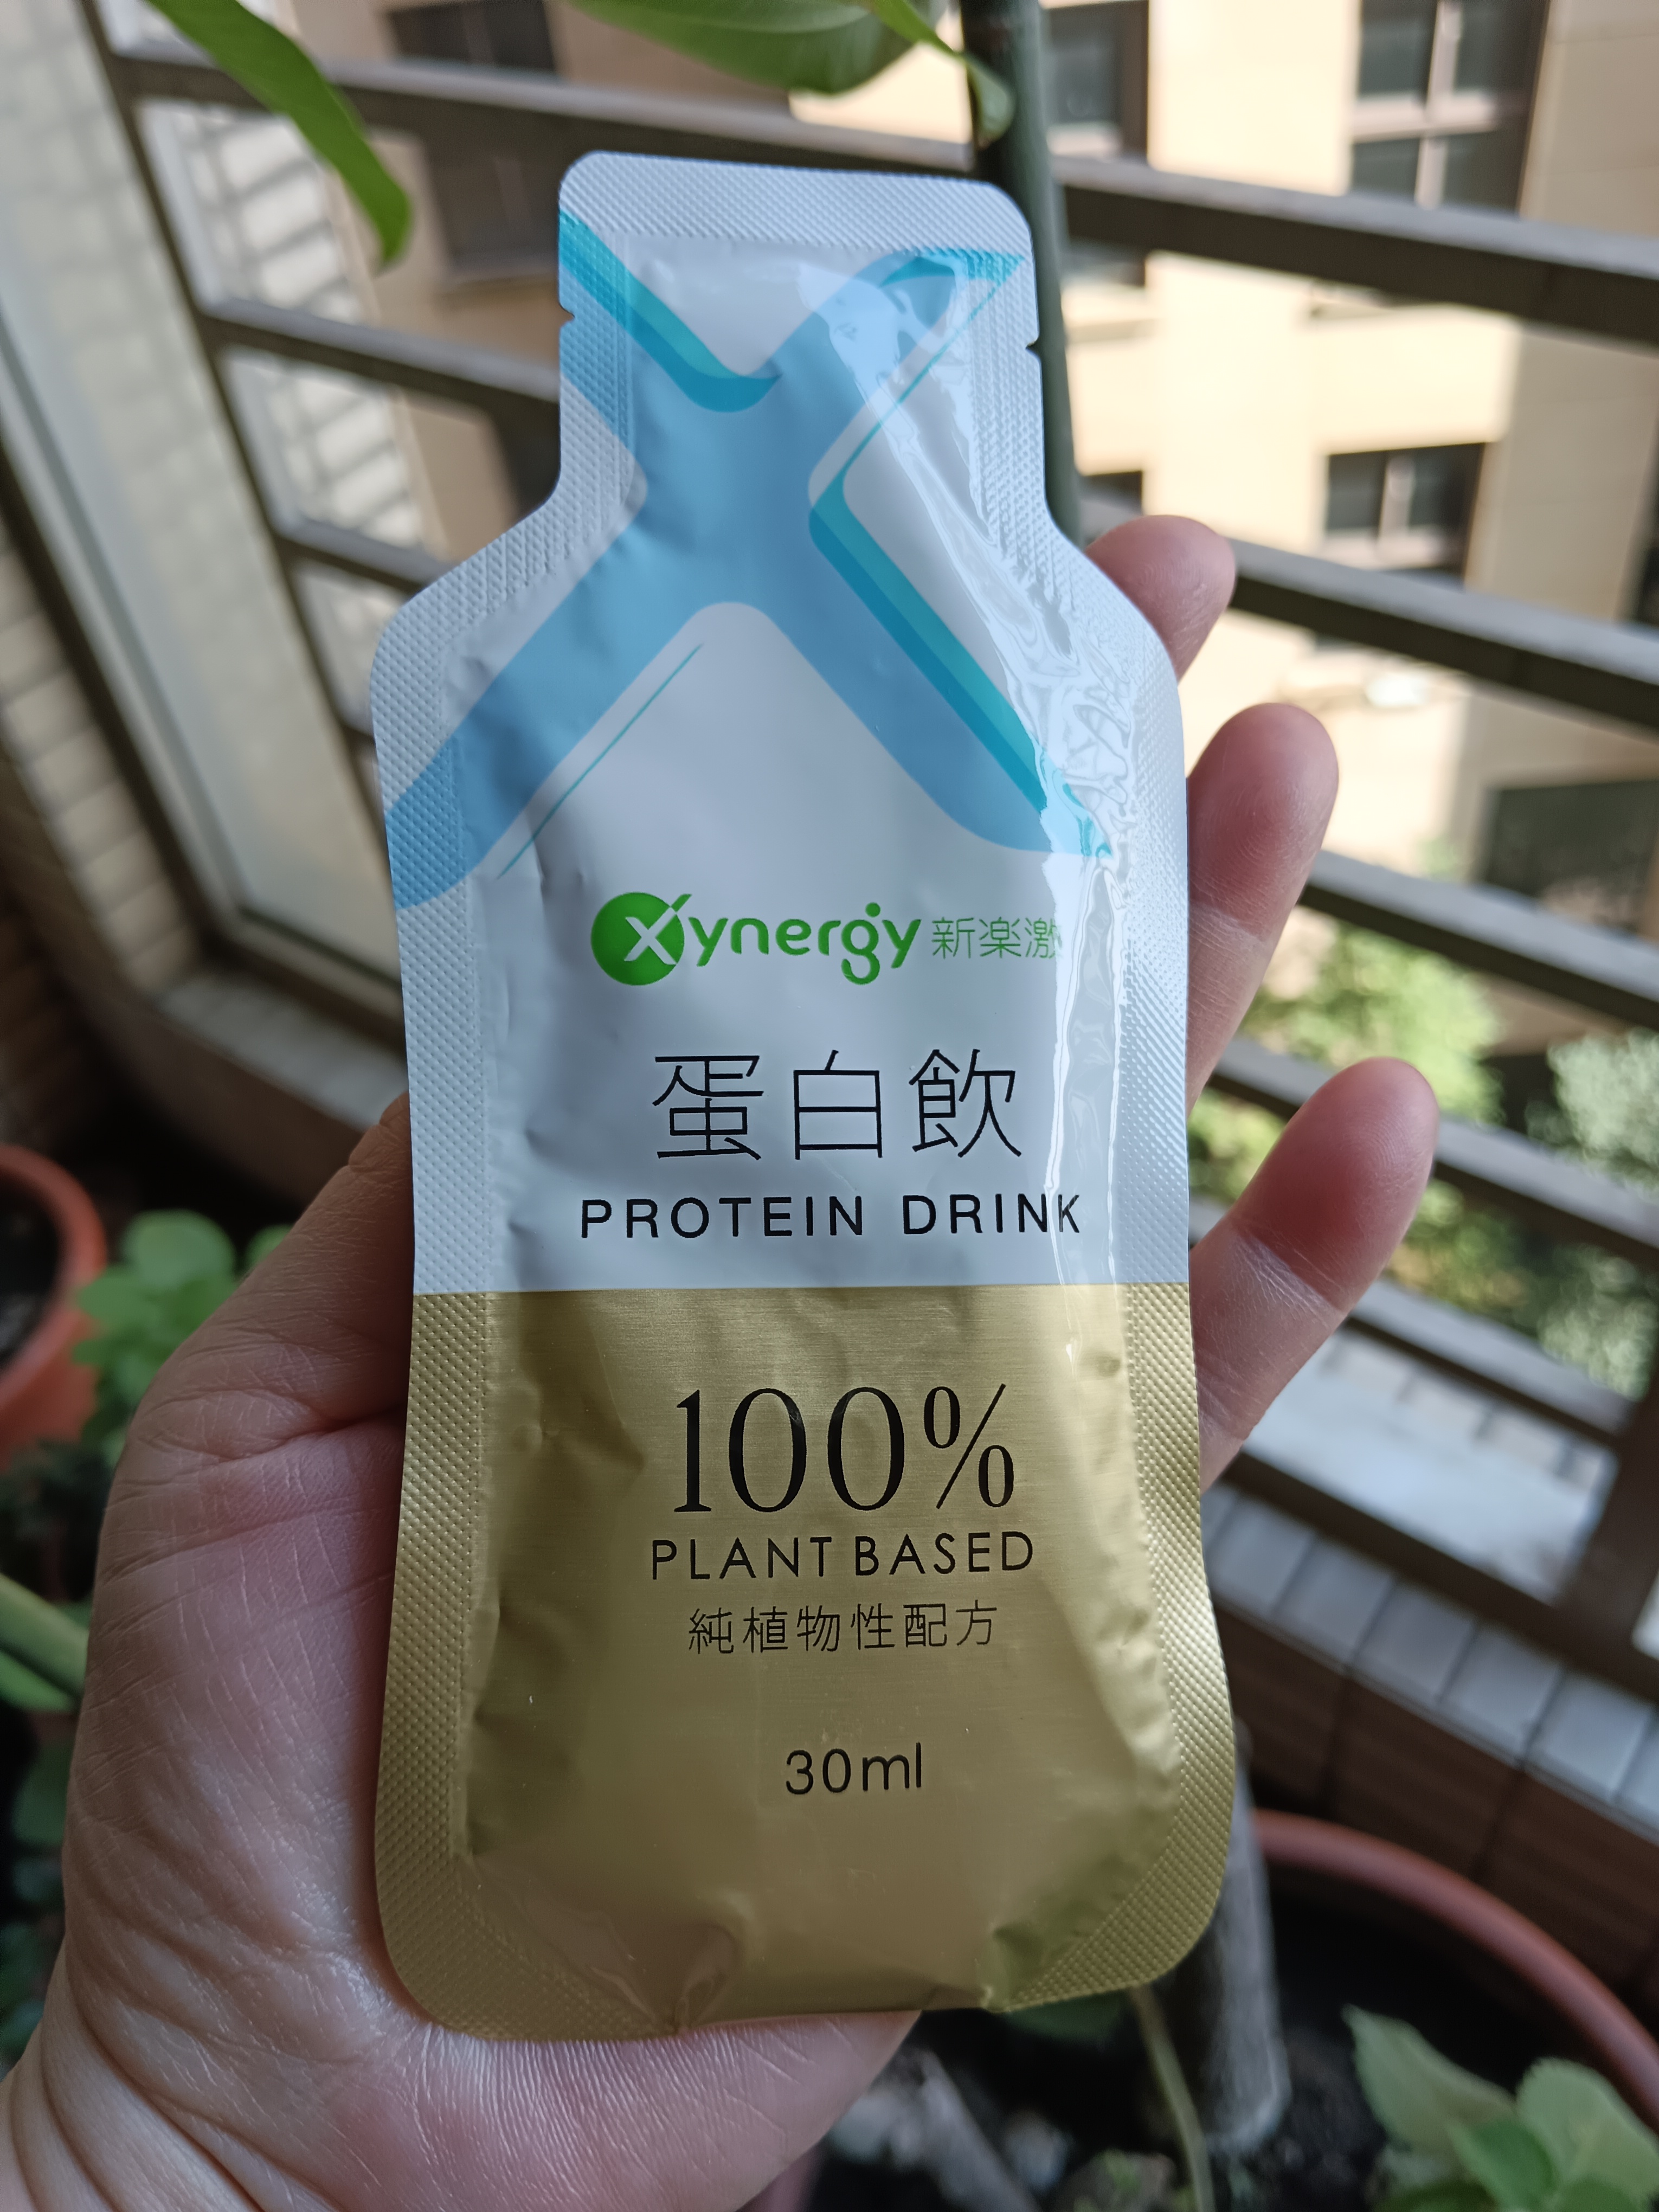 Xynergy 新楽激
蛋白飲
PROTEIN DRINK
100%
PLANT BASED
純植物性配方
30ml